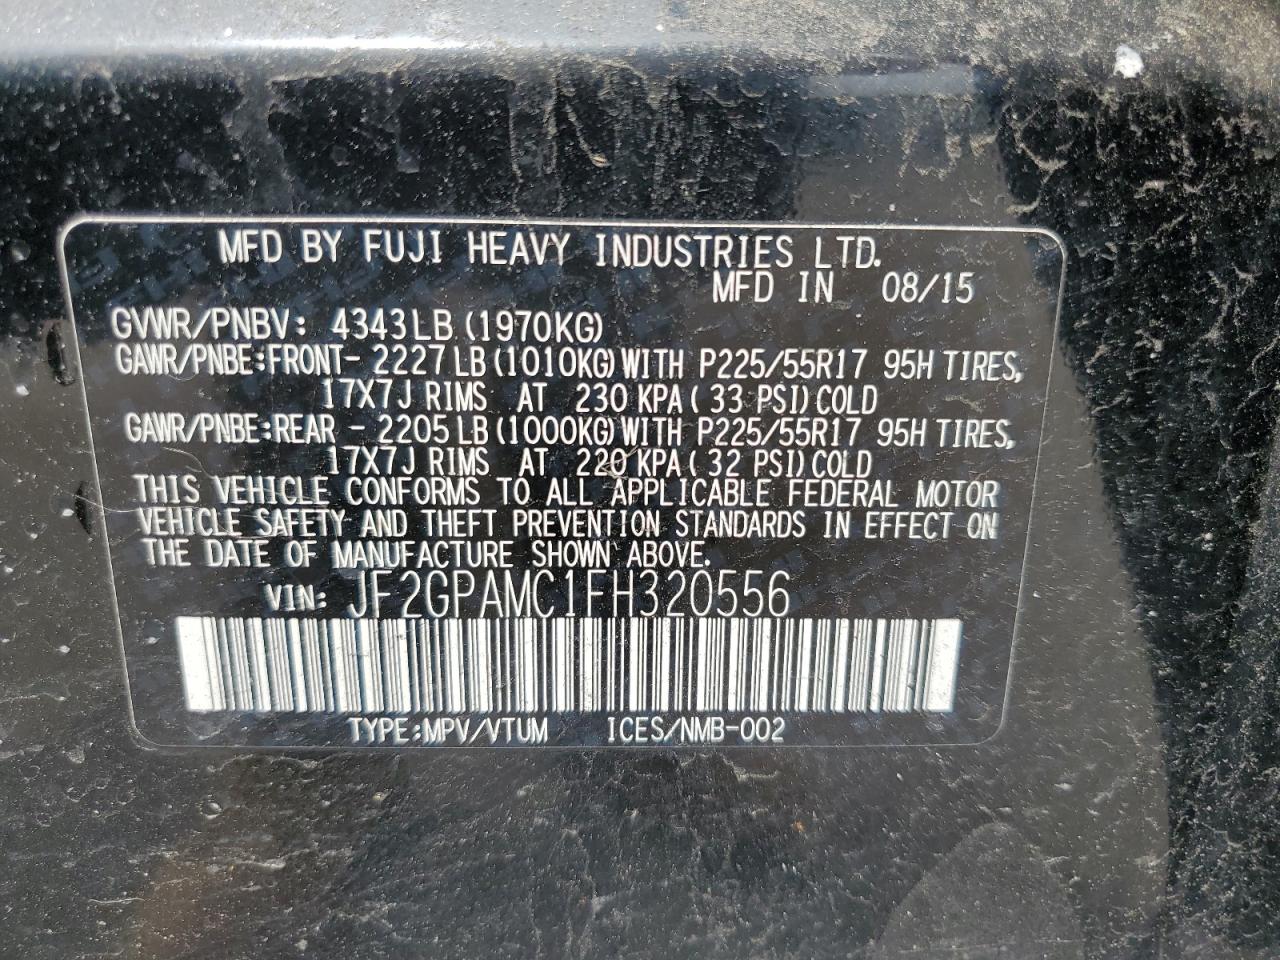 MFD BY FUJI HEAVY INDUSTRIES LTD.
MFD IN 08/15
GVWR/PNBV: 4343LB (1970KG)
GAWR/PNBE:FRONT- 2227 LB (1010KG) WITH P225/55R17 95H TIRES,
17X7J RIMS AT 230 KPA ( 33 PSI) COLD
GAWR/PNBE:REAR - 2205 LB (1000KG) WITH P225/55R17 95H TIRES,
17X7J RIMS AT 220 KPA ( 32 PSI) COLD
THIS VEHICLE CONFORMS TO ALL APPLICABLE FEDERAL MOTOR
VEHICLE SAFETY AND THEFT PREVENTION STANDARDS IN EFFECT ON
THE DATE OF MANUFACTURE SHOWN ABOVE.
VIN: JF2GPAMC1FH320556
TYPE:MPV/VTUM ICES/NMB-002